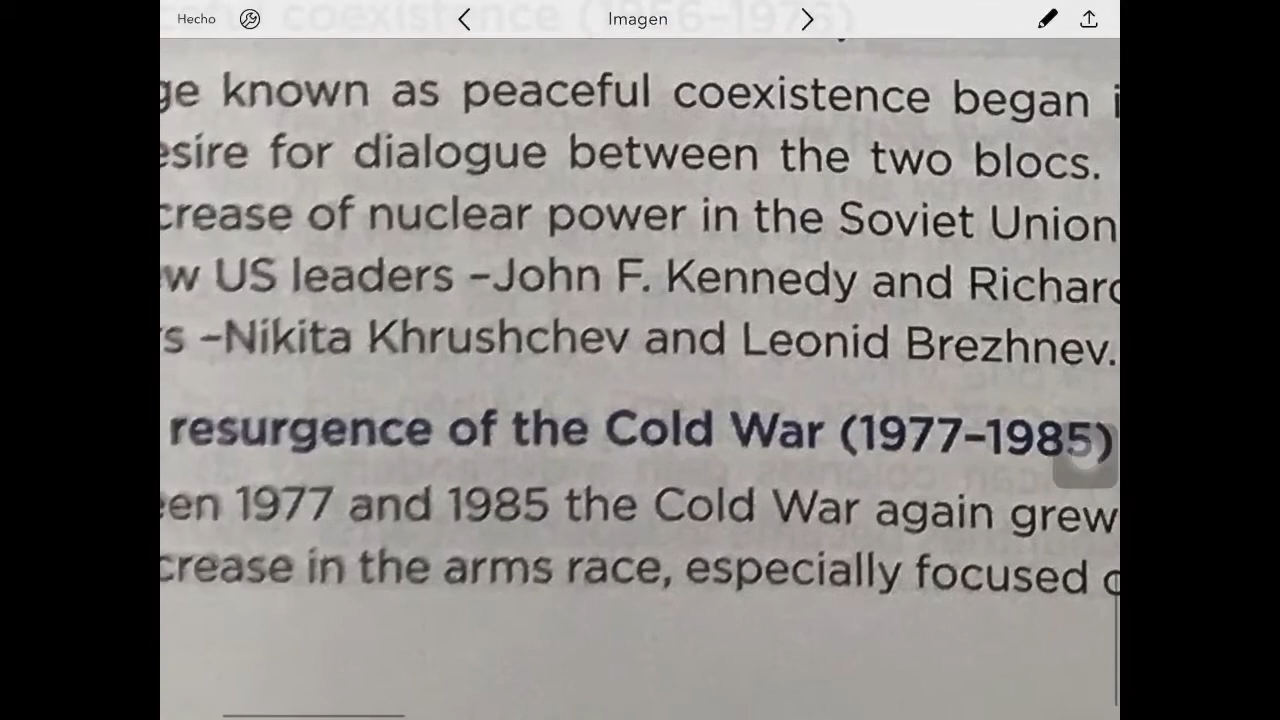 Hecho Imagen
ge known as peaceful coexistence began
esire for dialogue between the two blocs.
crease of nuclear power in the Soviet Union
w US leaders –John F. Kennedy and Richard
's –Nikita Khrushchev and Leonid Brezhnev.
resurgence of the Cold War (1977–1985)
een 1977 and 1985 the Cold War again grew
crease in the arms race, especially focused